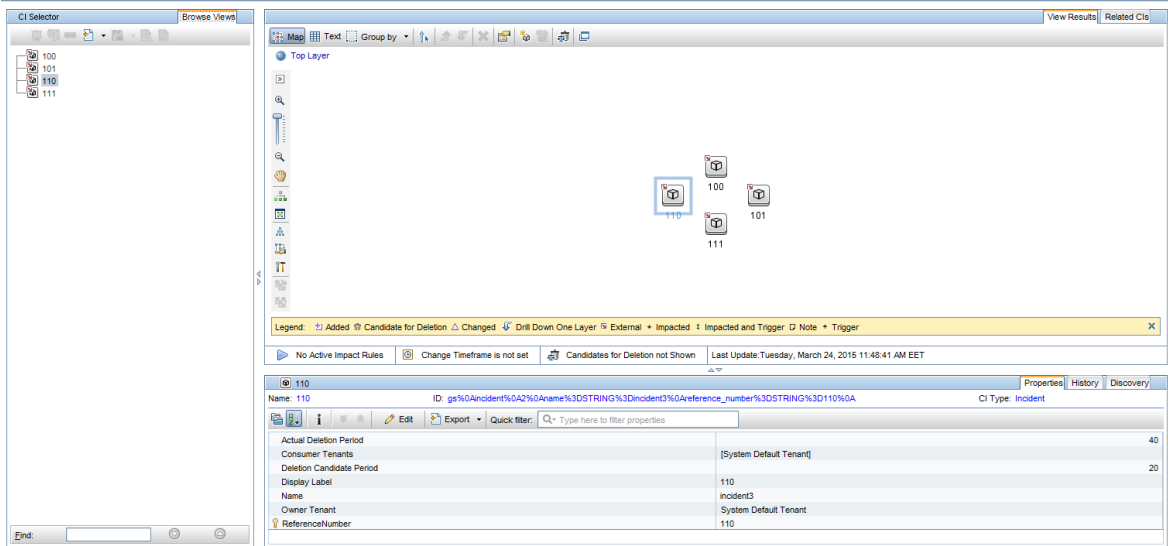 CI Selector
Browse Views
100
101
110
111
Find:
View Results
Related CIs
Map
Text
Group by
Top Layer
100
110
101
111
Legend: Added Candidate for Deletion Changed Drill Down One Layer External Impacted Impacted and Trigger Note Trigger
No Active Impact Rules
Change Timeframe is not set
Candidates for Deletion not Shown
Last Update:Tuesday, March 24, 2015 11:48:41 AM EET
110
Properties
History
Discovery
Name: 110
ID: gs%0Aincident%0A2%0Aname%3DSTRING%3Dincident3%0Areference_number%3DSTRING%3D110%0A
CI Type: Incident
Edit
Export
Quick filter:
Type here to filter properties
Actual Deletion Period 40
Consumer Tenants [System Default Tenant]
Deletion Candidate Period 20
Display Label 110
Name incident3
Owner Tenant System Default Tenant
ReferenceNumber 110